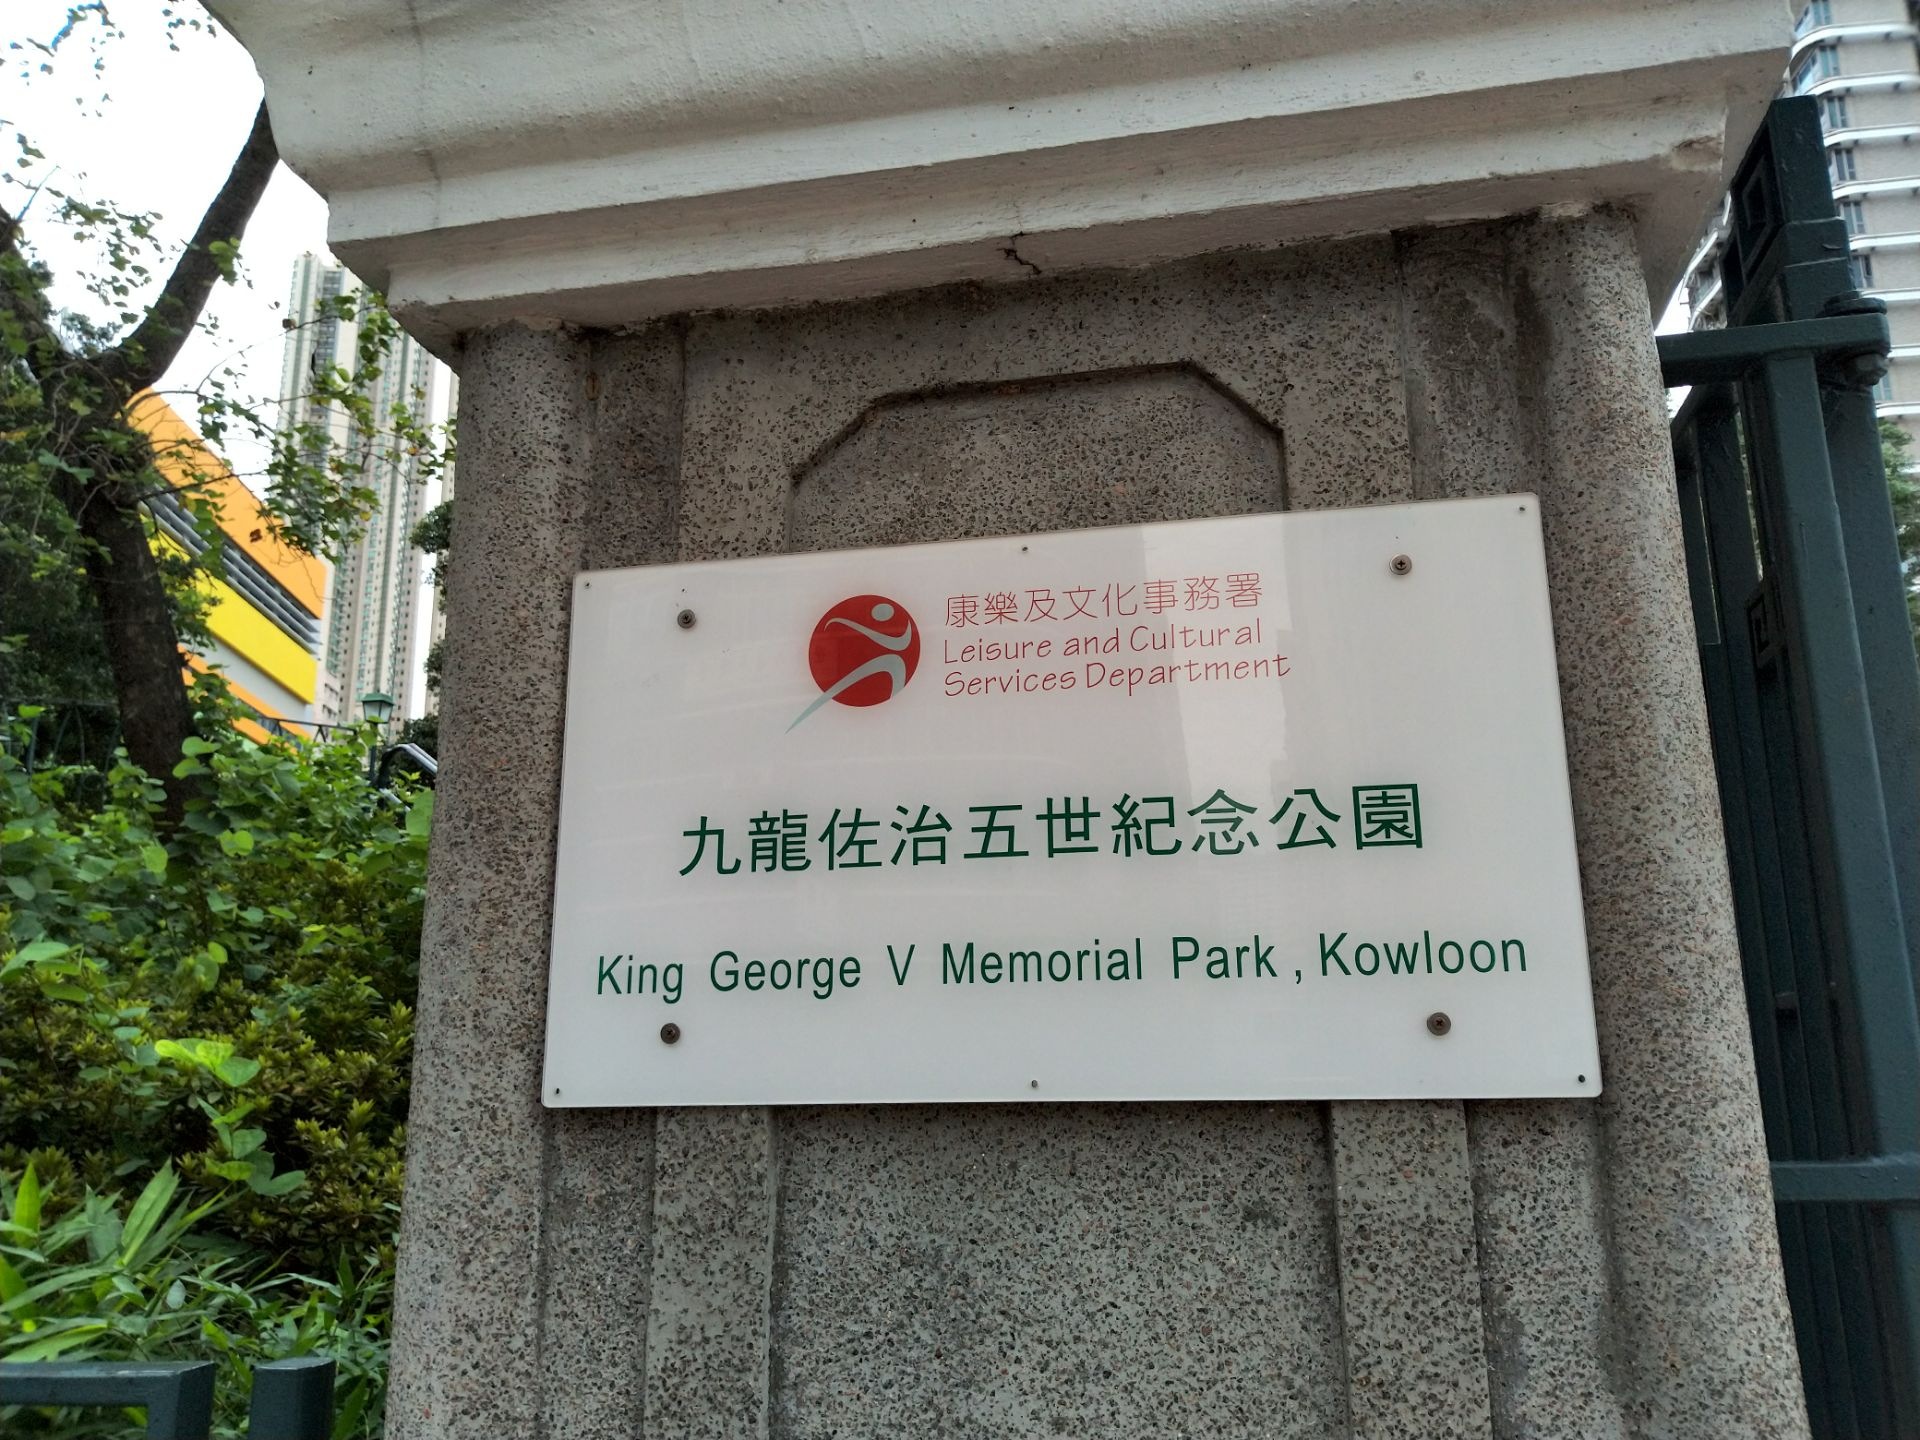 康樂及文化事務署
Leisure and Cultural
Services Department
九龍佐治五世紀念公園
King George V Memorial Park , Kowloon